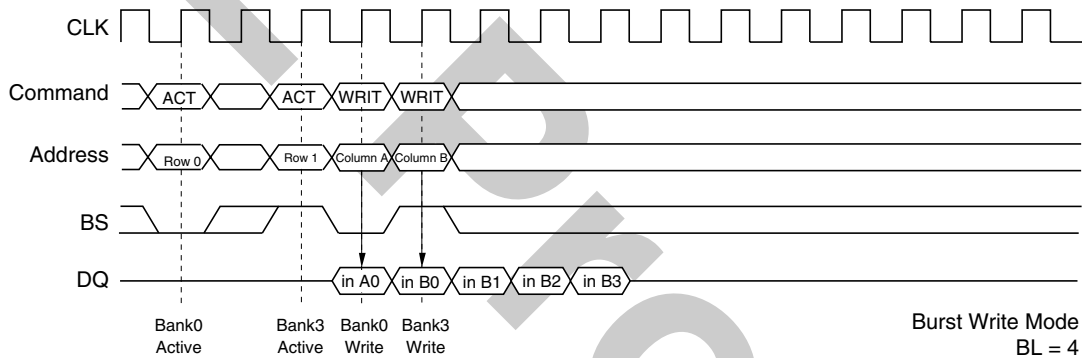 CLK
Command ACT ACT WRIT WRIT
Address Row 0 Row 1 Column A Column B
BS
DQ in A0 in B0 in B1 in B2 in B3
Bank0 Bank3 Bank0 Bank3
Active Active Write Write
Burst Write Mode
BL = 4